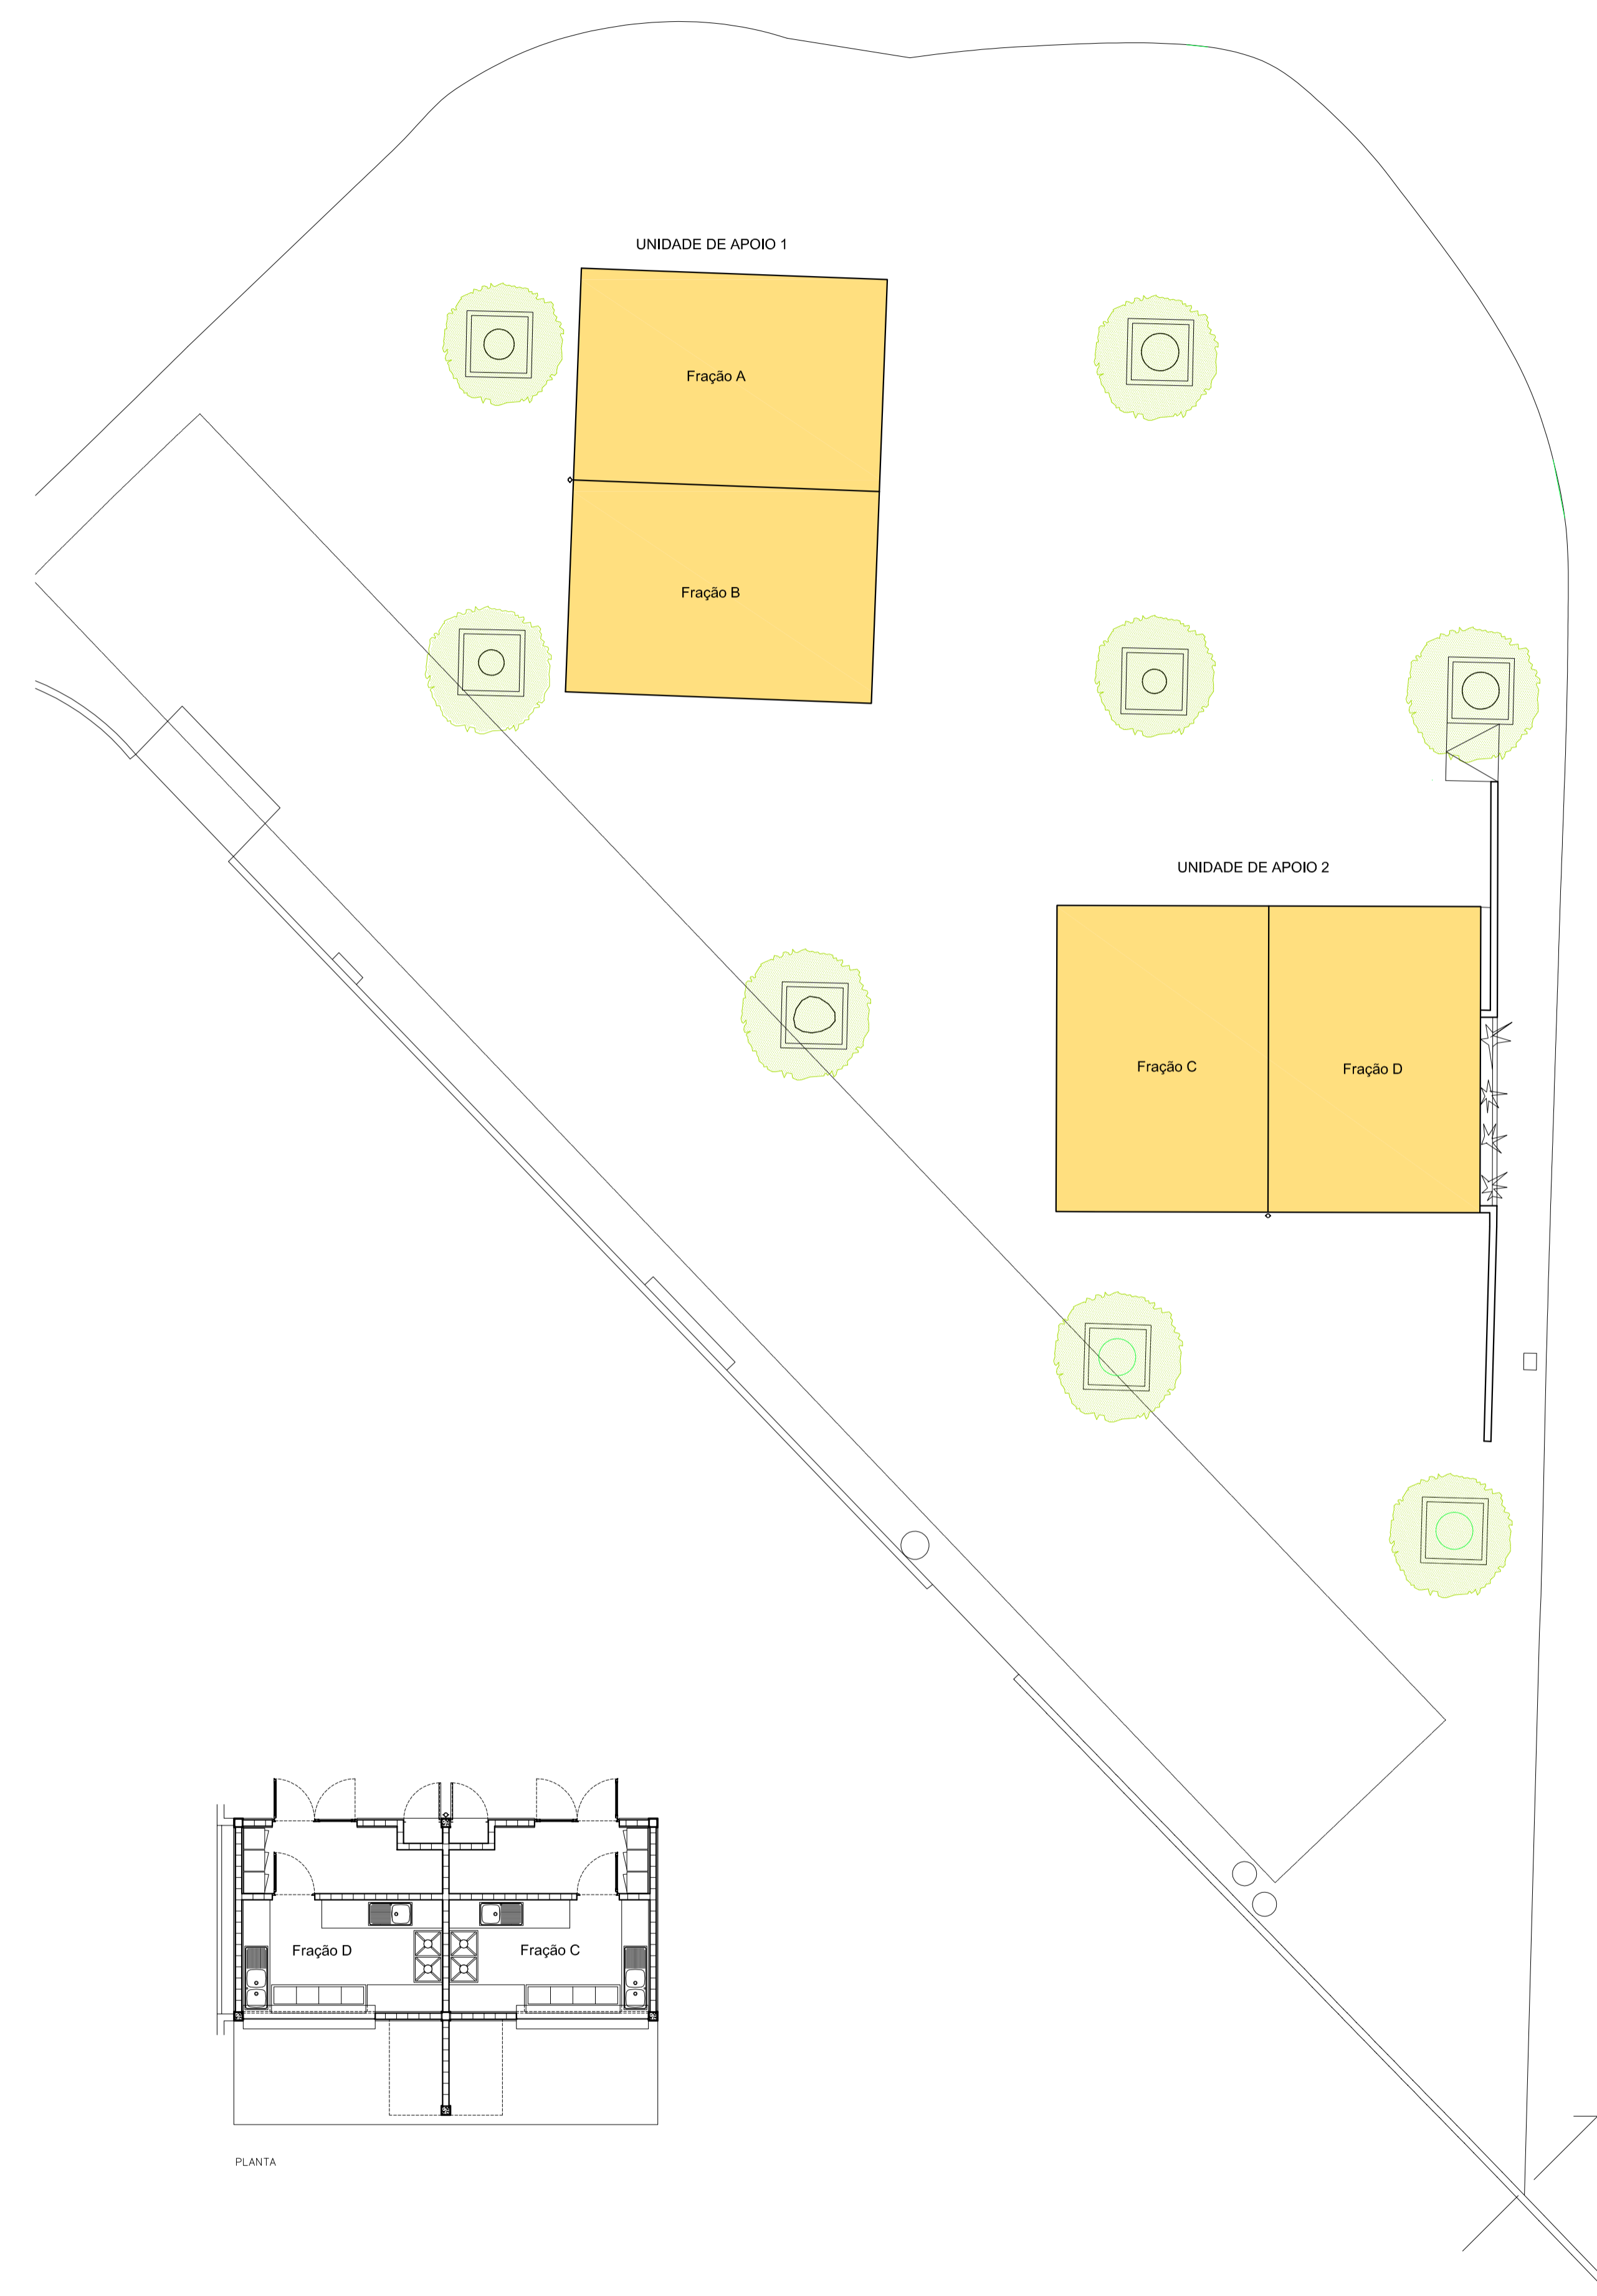 UNIDADE DE APOIO 1
Fração A
Fração B
UNIDADE DE APOIO 2
Fração C
Fração D
Fração D
Fração C
PLANTA